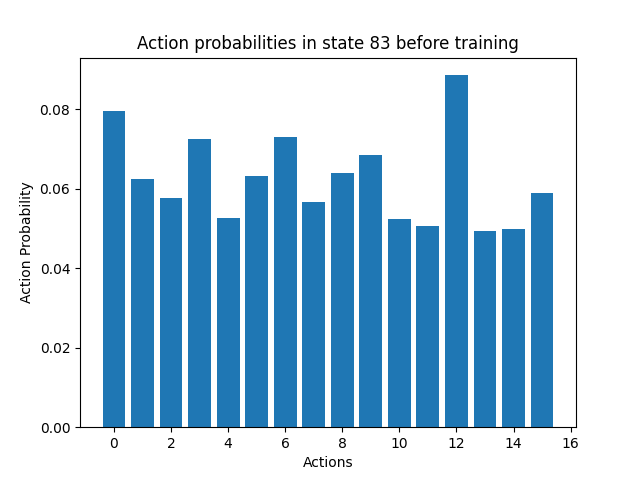 Action probabilities in state 83 before training
0.08
0.06
0.04
0.02
0.00
Action Probability
0 2 4 6 8 10 12 14 16
Actions